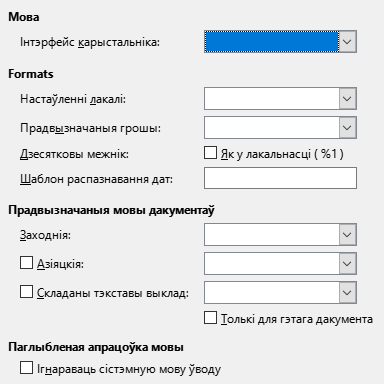 Мова
Інтэрфейс карыстальніка:
Formats
Настаўленні лакалі:
Прадвызначаныя грошы:
Дзесятковы межнік: Як у лакальнасці ( %1 )
Шаблон распазнавання дат:
Прадвызначаныя мовы дакументаў
Заходнія:
Азіяцкія:
Складаны тэкставы выклад:
Толькі для гэтага дакумента
Паглыбленая апрацоўка мовы
Ігнараваць сістэмную мову ўводу